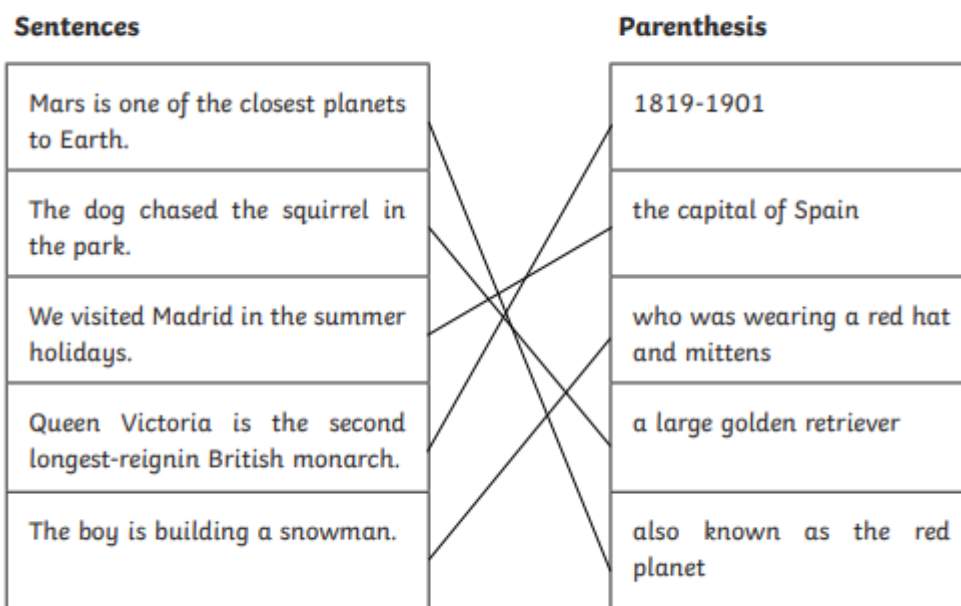 Sentences
Parenthesis
Mars is one of the closest planets
to Earth.
1819-1901
The dog chased the squirrel in
the park.
the capital of Spain
We visited Madrid in the summer
holidays.
who was wearing a red hat
and mittens
Queen Victoria is the second
longest-reignin British monarch.
a large golden retriever
The boy is building a snowman.
also known as the red
planet